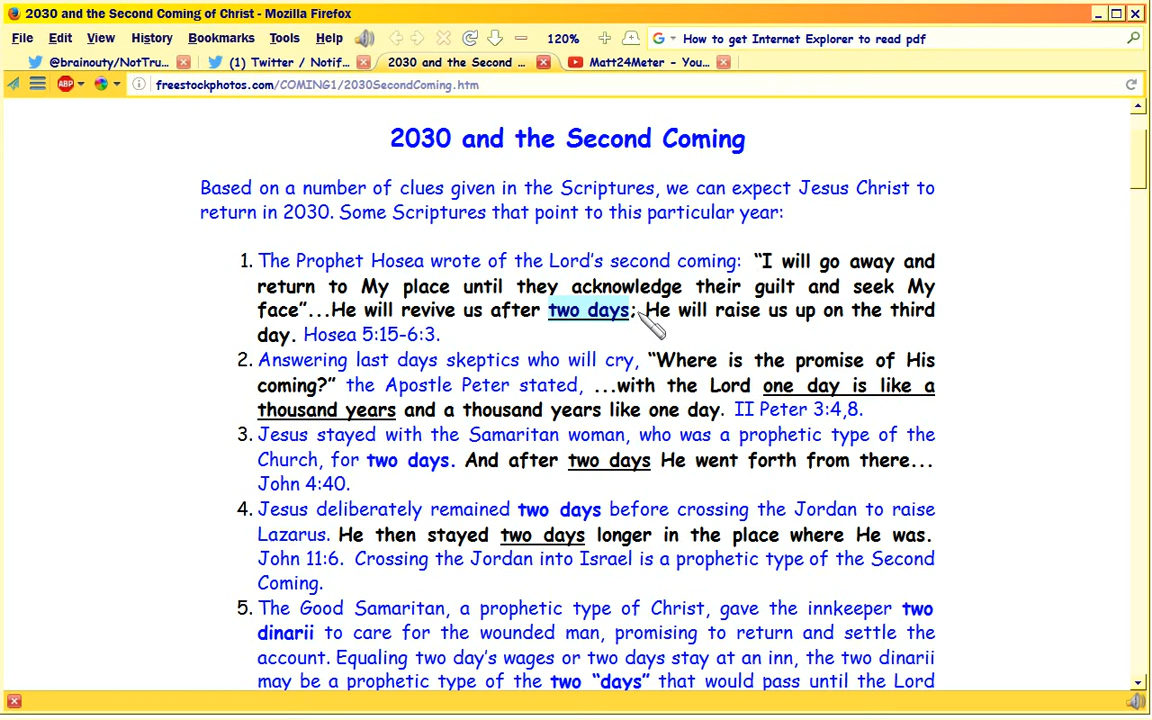 2030 and the Second Coming of Christ - Mozilla Firefox
File Edit View History Bookmarks Tools Help 120% How to get Internet Explorer to read pdf
@brainouty/NotTru... (1) Twitter / Notif... 2030 and the Second ... Matt24Meter - You...
ABP freestockphotos.com/COMING1/2030SecondComing.htm
2030 and the Second Coming
Based on a number of clues given in the Scriptures, we can expect Jesus Christ to
return in 2030. Some Scriptures that point to this particular year:
1. The Prophet Hosea wrote of the Lord's second coming: “I will go away and
return to My place until they acknowledge their guilt and seek My
face”...He will revive us after two days; He will raise us up on the third
day. Hosea 5:15-6:3.
2. Answering last days skeptics who will cry, “Where is the promise of His
coming?” the Apostle Peter stated, ...with the Lord one day is like a
thousand years and a thousand years like one day. II Peter 3:4,8.
3. Jesus stayed with the Samaritan woman, who was a prophetic type of the
Church, for two days. And after two days He went forth from there...
John 4:40.
4. Jesus deliberately remained two days before crossing the Jordan to raise
Lazarus. He then stayed two days longer in the place where He was.
John 11:6. Crossing the Jordan into Israel is a prophetic type of the Second
Coming.
5. The Good Samaritan, a prophetic type of Christ, gave the innkeeper two
dinarii to care for the wounded man, promising to return and settle the
account. Equaling two day's wages or two days stay at an inn, the two dinarii
may be a prophetic type of the two “days” that would pass until the Lord